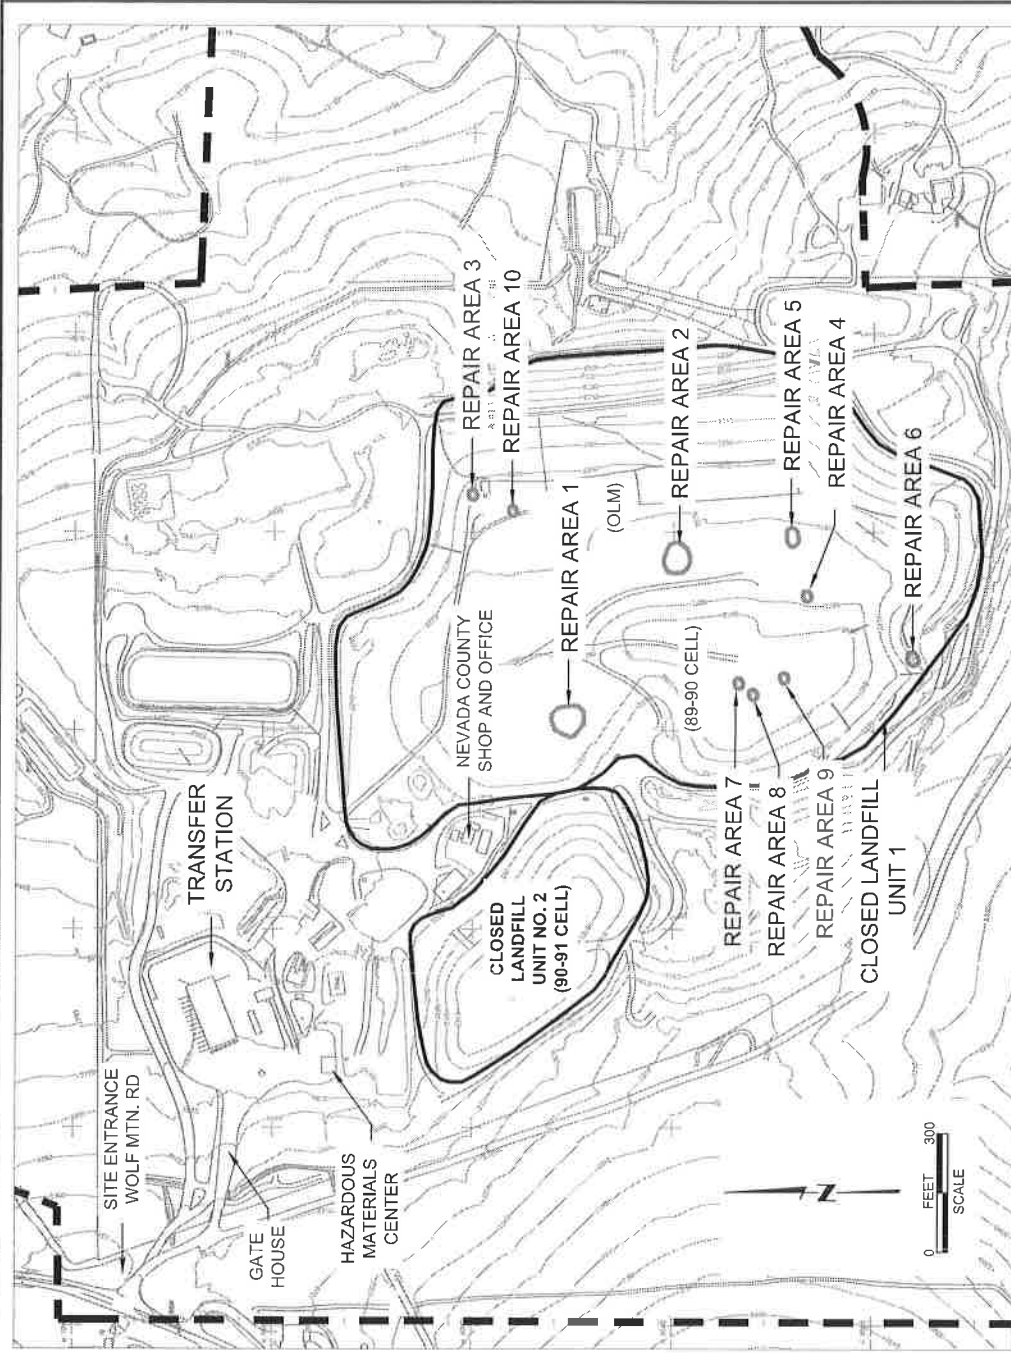 SITE ENTRANCE
WOLF MTN. RD
GATE
HOUSE
HAZARDOUS
MATERIALS
CENTER
TRANSFER
STATION
CLOSED
LANDFILL
UNIT NO. 2
(90-91 CELL)
NEVADA COUNTY
SHOP AND OFFICE
REPAIR AREA 3
REPAIR AREA 10
REPAIR AREA 1
(OLM)
REPAIR AREA 2
(89-90 CELL)
REPAIR AREA 5
REPAIR AREA 4
REPAIR AREA 6
REPAIR AREA 7
REPAIR AREA 8
REPAIR AREA 9
CLOSED LANDFILL
UNIT 1
N
0 FEET 300
SCALE